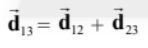 d⃗₁₃ = d⃗₁₂ + d⃗₂₃